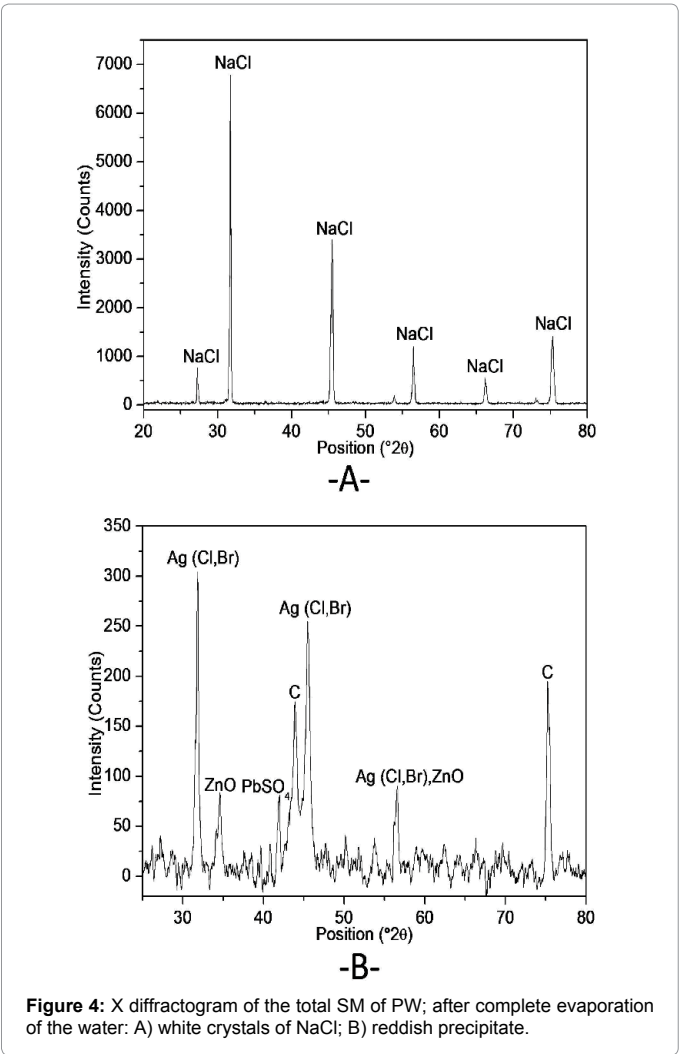 7000
6000
5000
4000
3000
2000
1000
0
Intensity (Counts)
NaCl
NaCl
NaCl
NaCl
NaCl
NaCl
20 30 40 50 60 70 80
Position (°2θ)
-A-
350
300
250
200
150
100
50
0
Intensity (Counts)
Ag (Cl,Br)
ZnO
PbSO4
C
Ag (Cl,Br)
Ag (Cl,Br),ZnO
C
30 40 50 60 70 80
Position (°2θ)
-B-
Figure 4: X diffractogram of the total SM of PW; after complete evaporation
of the water: A) white crystals of NaCl; B) reddish precipitate.